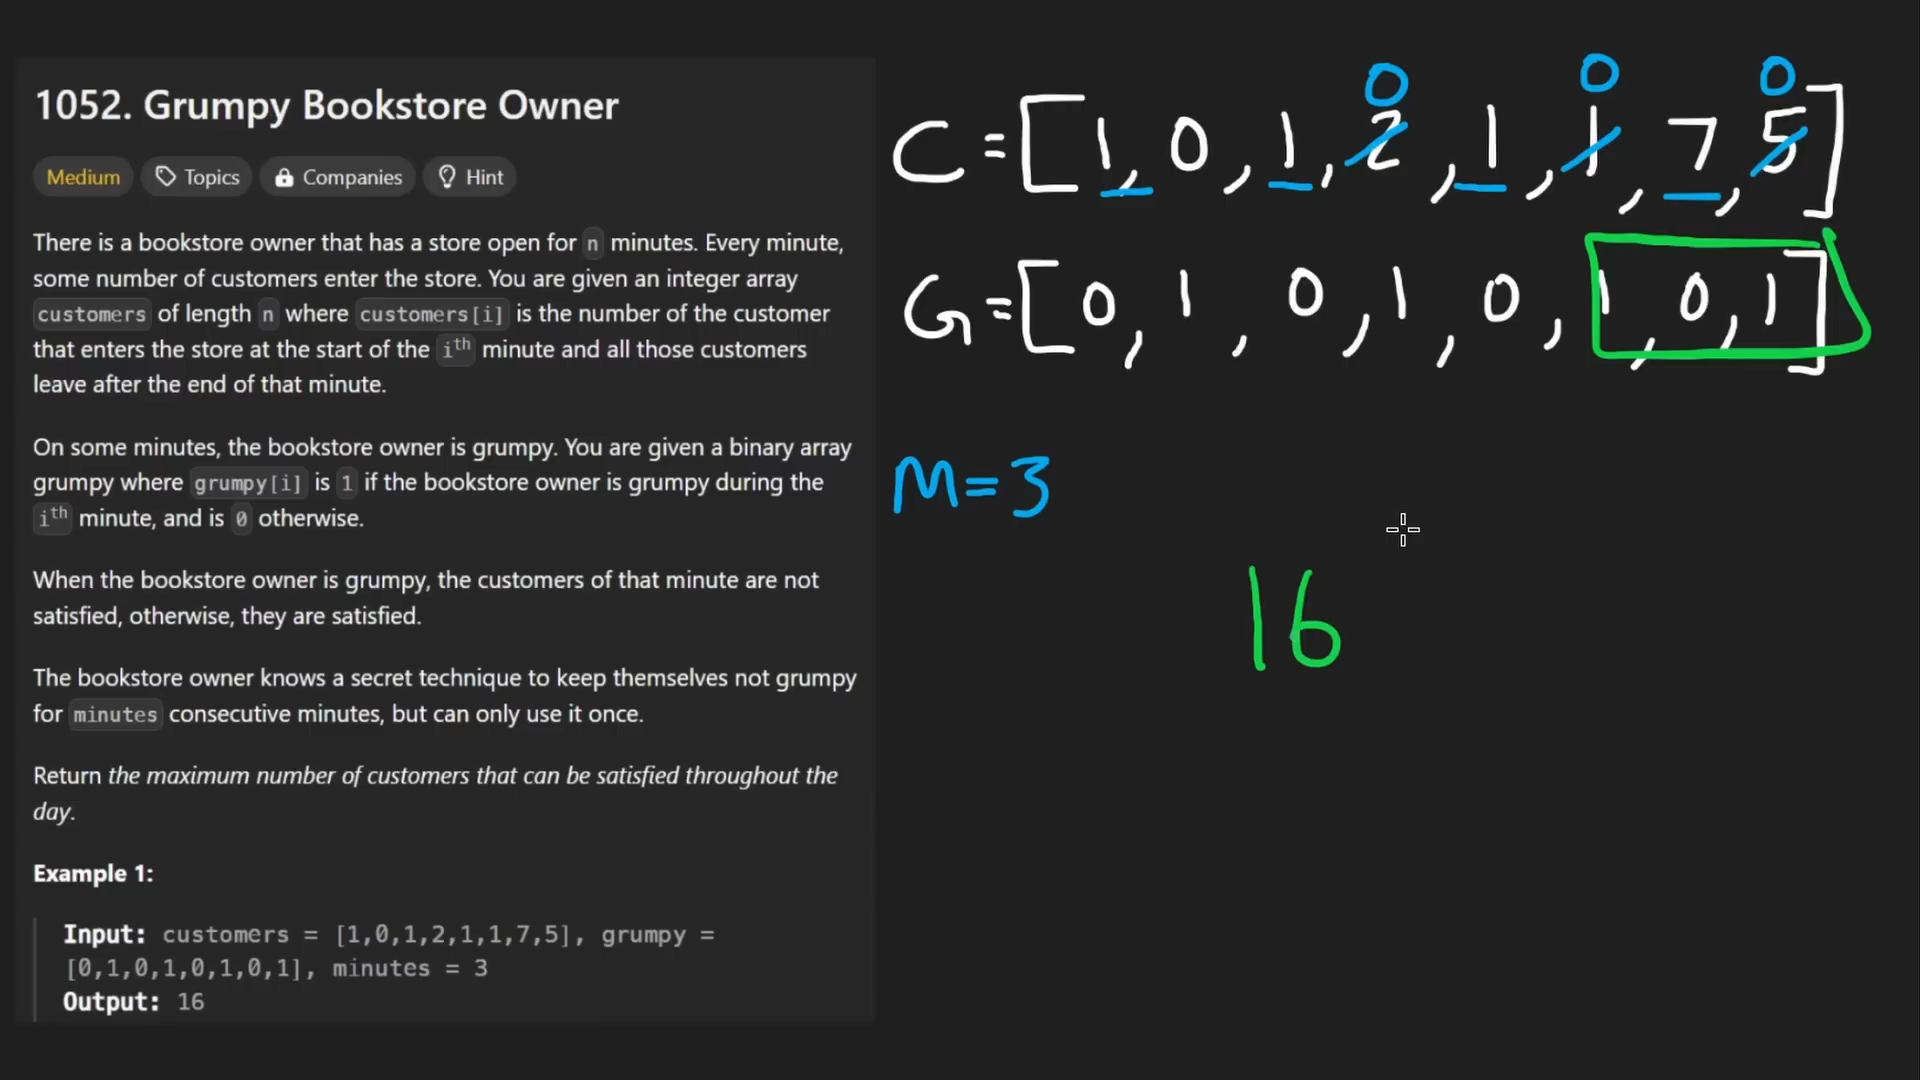 1052. Grumpy Bookstore Owner
Medium Topics Companies Hint
There is a bookstore owner that has a store open for n minutes. Every minute,
some number of customers enter the store. You are given an integer array
customers of length n where customers[i] is the number of the customer
that enters the store at the start of the ith minute and all those customers
leave after the end of that minute.
On some minutes, the bookstore owner is grumpy. You are given a binary array
grumpy where grumpy[i] is 1 if the bookstore owner is grumpy during the
ith minute, and is 0 otherwise.
When the bookstore owner is grumpy, the customers of that minute are not
satisfied, otherwise, they are satisfied.
The bookstore owner knows a secret technique to keep themselves not grumpy
for minutes consecutive minutes, but can only use it once.
Return the maximum number of customers that can be satisfied throughout the
day.
Example 1:
Input: customers = [1,0,1,2,1,1,7,5], grumpy =
[0,1,0,1,0,1,0,1], minutes = 3
Output: 16
0 0 0
C=[1,0,1,2,1,1,7,5]
G=[0,1,0,1,0,1,0,1]
M=3
16